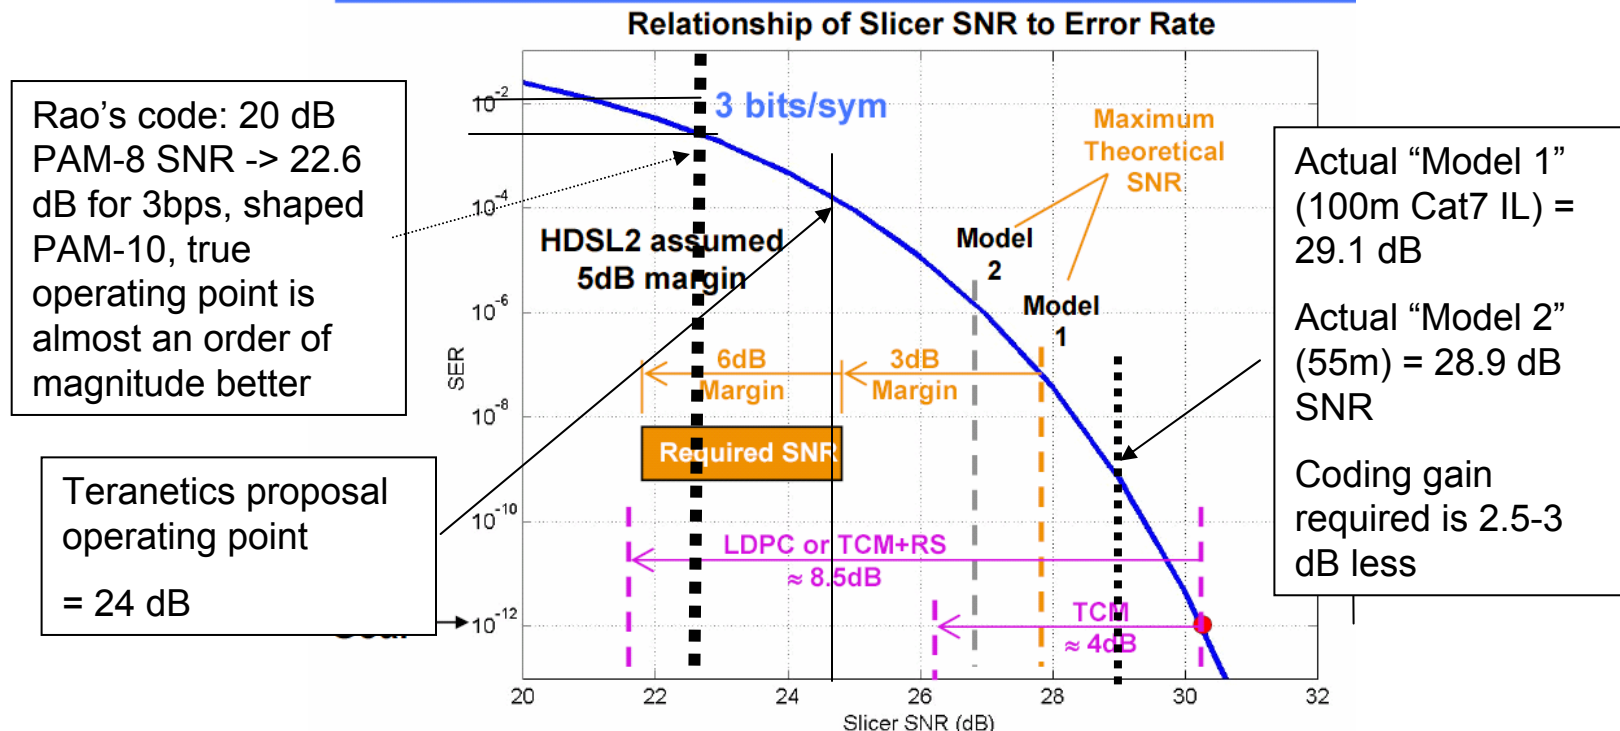 Relationship of Slicer SNR to Error Rate
Rao’s code: 20 dB
PAM-8 SNR -> 22.6
dB for 3bps, shaped
PAM-10, true
operating point is
almost an order of
magnitude better
Teranetics proposal
operating point
= 24 dB
10^-2
10^-4
10^-6
10^-8
10^-10
10^-12
SER
3 bits/sym
HDSL2 assumed
5dB margin
Maximum
Theoretical
SNR
Model
2
Model
1
6dB
Margin
3dB
Margin
Required SNR
LDPC or TCM+RS
≈ 8.5dB
TCM
≈ 4dB
20
22
24
26
28
30
32
Slicer SNR (dB)
Actual “Model 1”
(100m Cat7 IL) =
29.1 dB
Actual “Model 2”
(55m) = 28.9 dB
SNR
Coding gain
required is 2.5-3
dB less